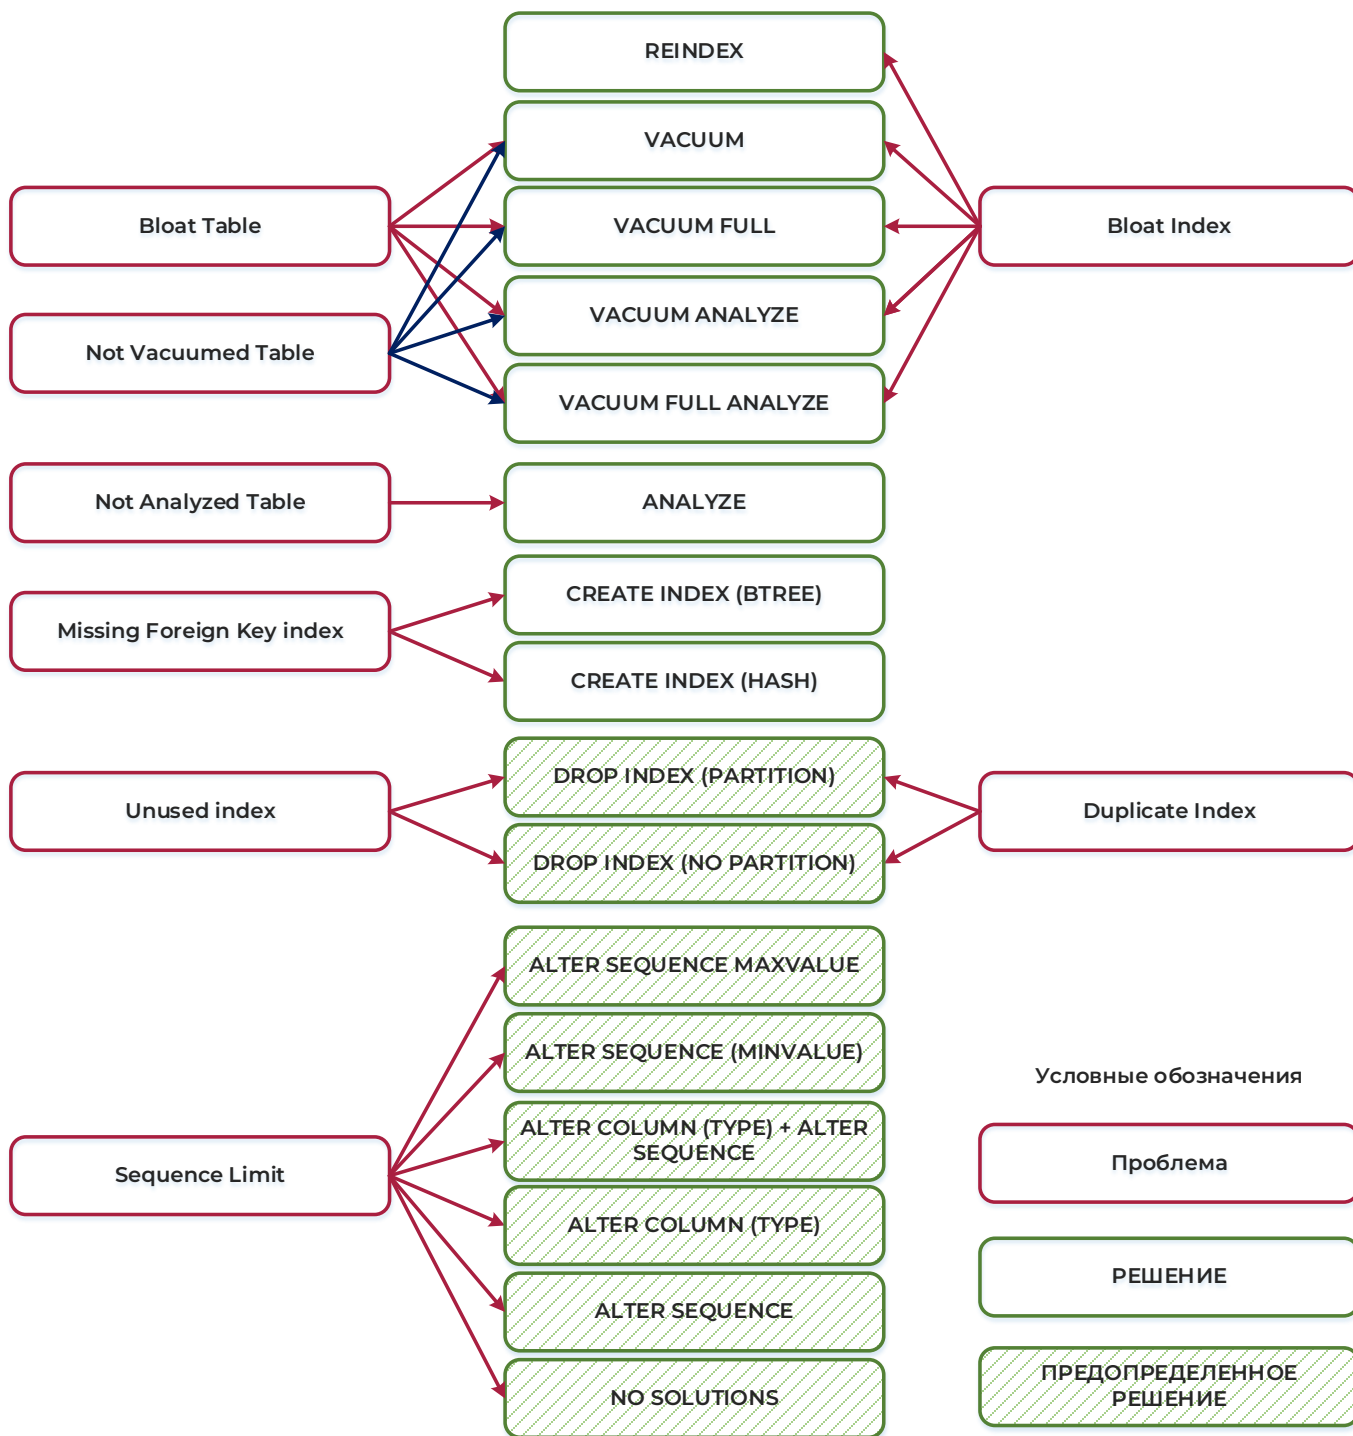 REINDEX
VACUUM
Bloat Table
VACUUM FULL
Bloat Index
VACUUM ANALYZE
Not Vacuumed Table
VACUUM FULL ANALYZE
Not Analyzed Table
ANALYZE
CREATE INDEX (BTREE)
Missing Foreign Key index
CREATE INDEX (HASH)
DROP INDEX (PARTITION)
Unused index
Duplicate Index
DROP INDEX (NO PARTITION)
ALTER SEQUENCE MAXVALUE
ALTER SEQUENCE (MINVALUE)
ALTER COLUMN (TYPE) + ALTER
SEQUENCE
Sequence Limit
ALTER COLUMN (TYPE)
ALTER SEQUENCE
NO SOLUTIONS
Условные обозначения
Проблема
РЕШЕНИЕ
ПРЕДОПРЕДЕЛЕННОЕ
РЕШЕНИЕ